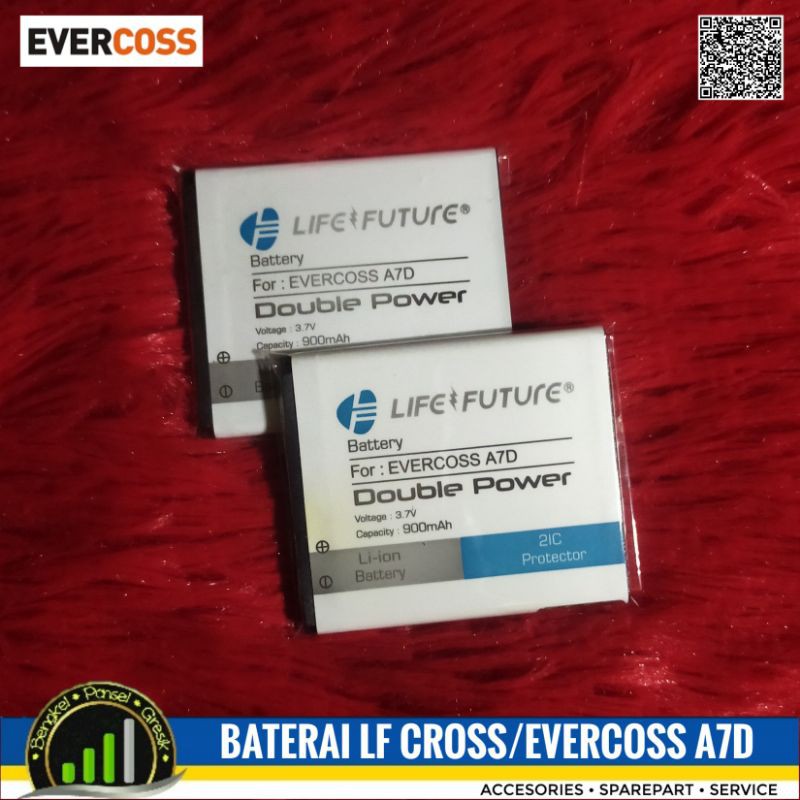 EVERCOSS
LIFE FUTURE®
Battery
For : EVERCOSS A7D
Double Power
Voltage : 3.7V
Capacity : 900mAh
LIFE FUTURE®
Battery
For : EVERCOSS A7D
Double Power
Voltage : 3.7V
Capacity : 900mAh
Li-ion
Battery
2IC
Protector
Bengkel • Ponsel • Gresik
BATERAI LF CROSS/EVERCOSS A7D
ACCESORIES • SPAREPART • SERVICE